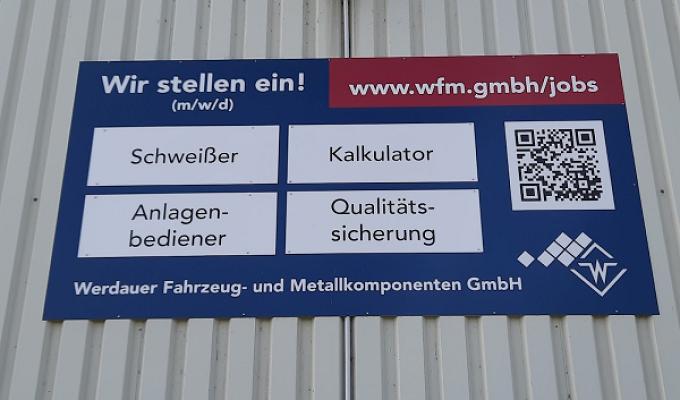 Wir stellen ein!
(m/w/d)
www.wfm.gmbh/jobs
Schweißer
Kalkulator
Anlagen-
bediener
Qualitäts-
sicherung
Werdauer Fahrzeug- und Metallkomponenten GmbH
W